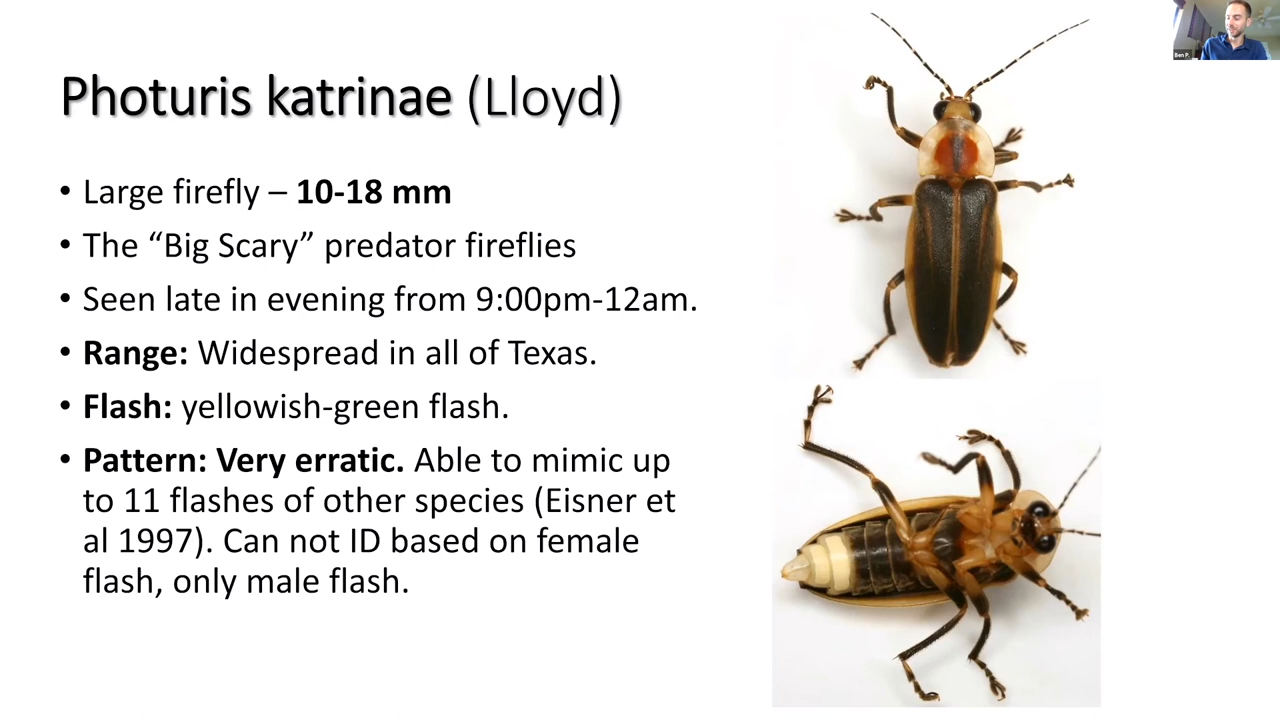 Photuris katrinae (Lloyd)
• Large firefly – 10-18 mm
• The “Big Scary” predator fireflies
• Seen late in evening from 9:00pm-12am.
• Range: Widespread in all of Texas.
• Flash: yellowish-green flash.
• Pattern: Very erratic. Able to mimic up
to 11 flashes of other species (Eisner et
al 1997). Can not ID based on female
flash, only male flash.
Ben P.